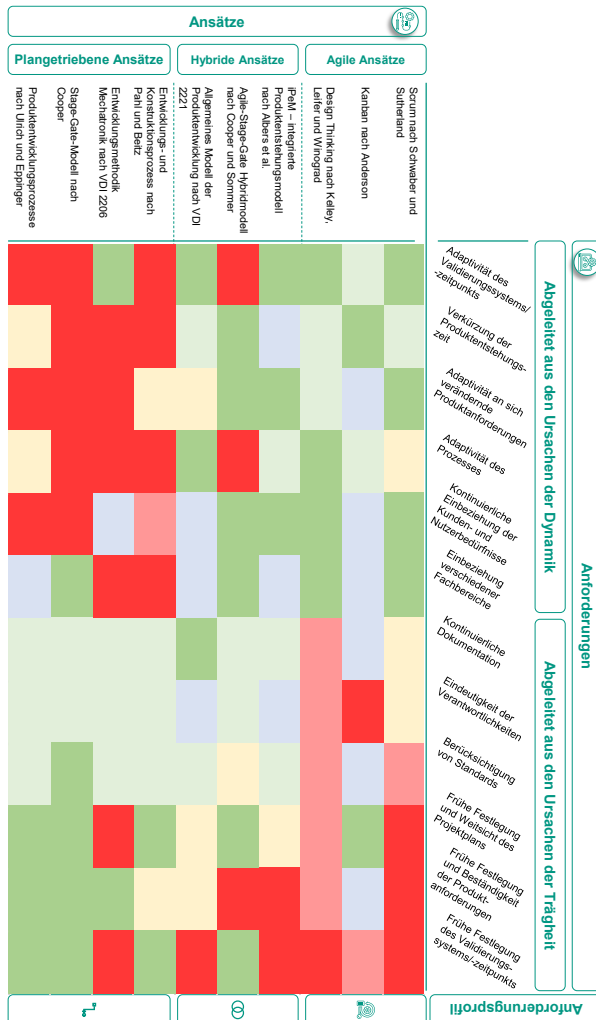 Ansätze
Plangetriebene Ansätze
Hybride Ansätze
Agile Ansätze
Produktentwicklungsprozesse
nach Ulrich und Eppinger
Stage-Gate-Modell nach
Cooper
Entwicklungsmethodik
Mechatronik nach VDI 2206
Entwicklungs- und
Konstruktionsprozess nach
Pahl und Beitz
Allgemeines Modell der
Produktentwicklung nach VDI
2221
Agile-Stage-Gate Hybridmodell
nach Cooper und Sommer
iPeM – integrierte
Produktentstehungsmodell
nach Albers et al.
Design Thinking nach Kelley,
Leifer und Winograd
Kanban nach Anderson
Scrum nach Schwaber und
Sutherland
Anforderungen
Abgeleitet aus den Ursachen der Dynamik
Abgeleitet aus den Ursachen der Trägheit
Adaptivität des
Validierungssystems/
-zeitpunkts
Verkürzung der
Produktentstehungs-
zeit
Adaptivität an sich
verändernde
Produktanforderungen
Adaptivität des
Prozesses
Kontinuierliche
Einbeziehung der
Kunden- und
Nutzerbedürfnisse
Einbeziehung
verschiedener
Fachbereiche
Kontinuierliche
Dokumentation
Eindeutigkeit der
Verantwortlichkeiten
Berücksichtigung
von Standards
Frühe Festlegung
und Weitsicht des
Projektplans
Frühe Festlegung
und Beständigkeit
der Produkt-
anforderungen
Frühe Festlegung
des Validierungs-
systems/-zeitpunkts
Anforderungsprofil